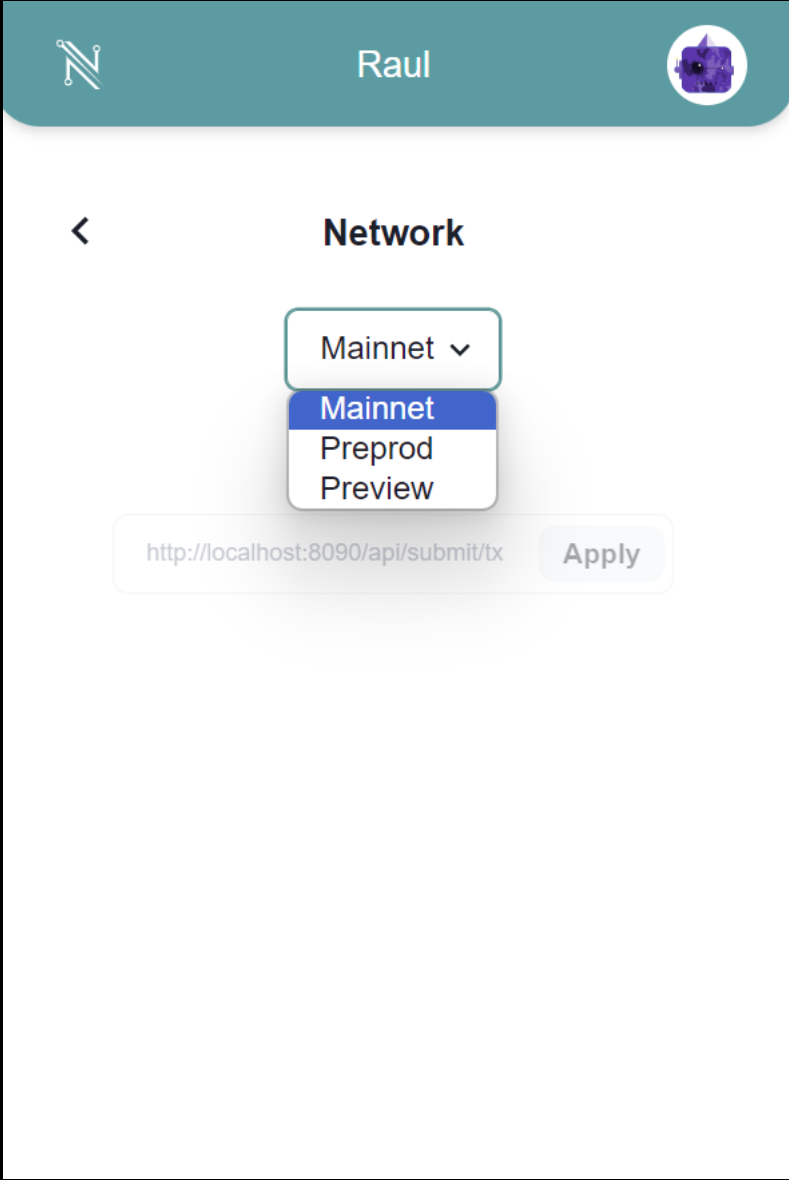 Raul
Network
Mainnet
Mainnet
Preprod
Preview
http://localhost:8090/api/submit/tx Apply